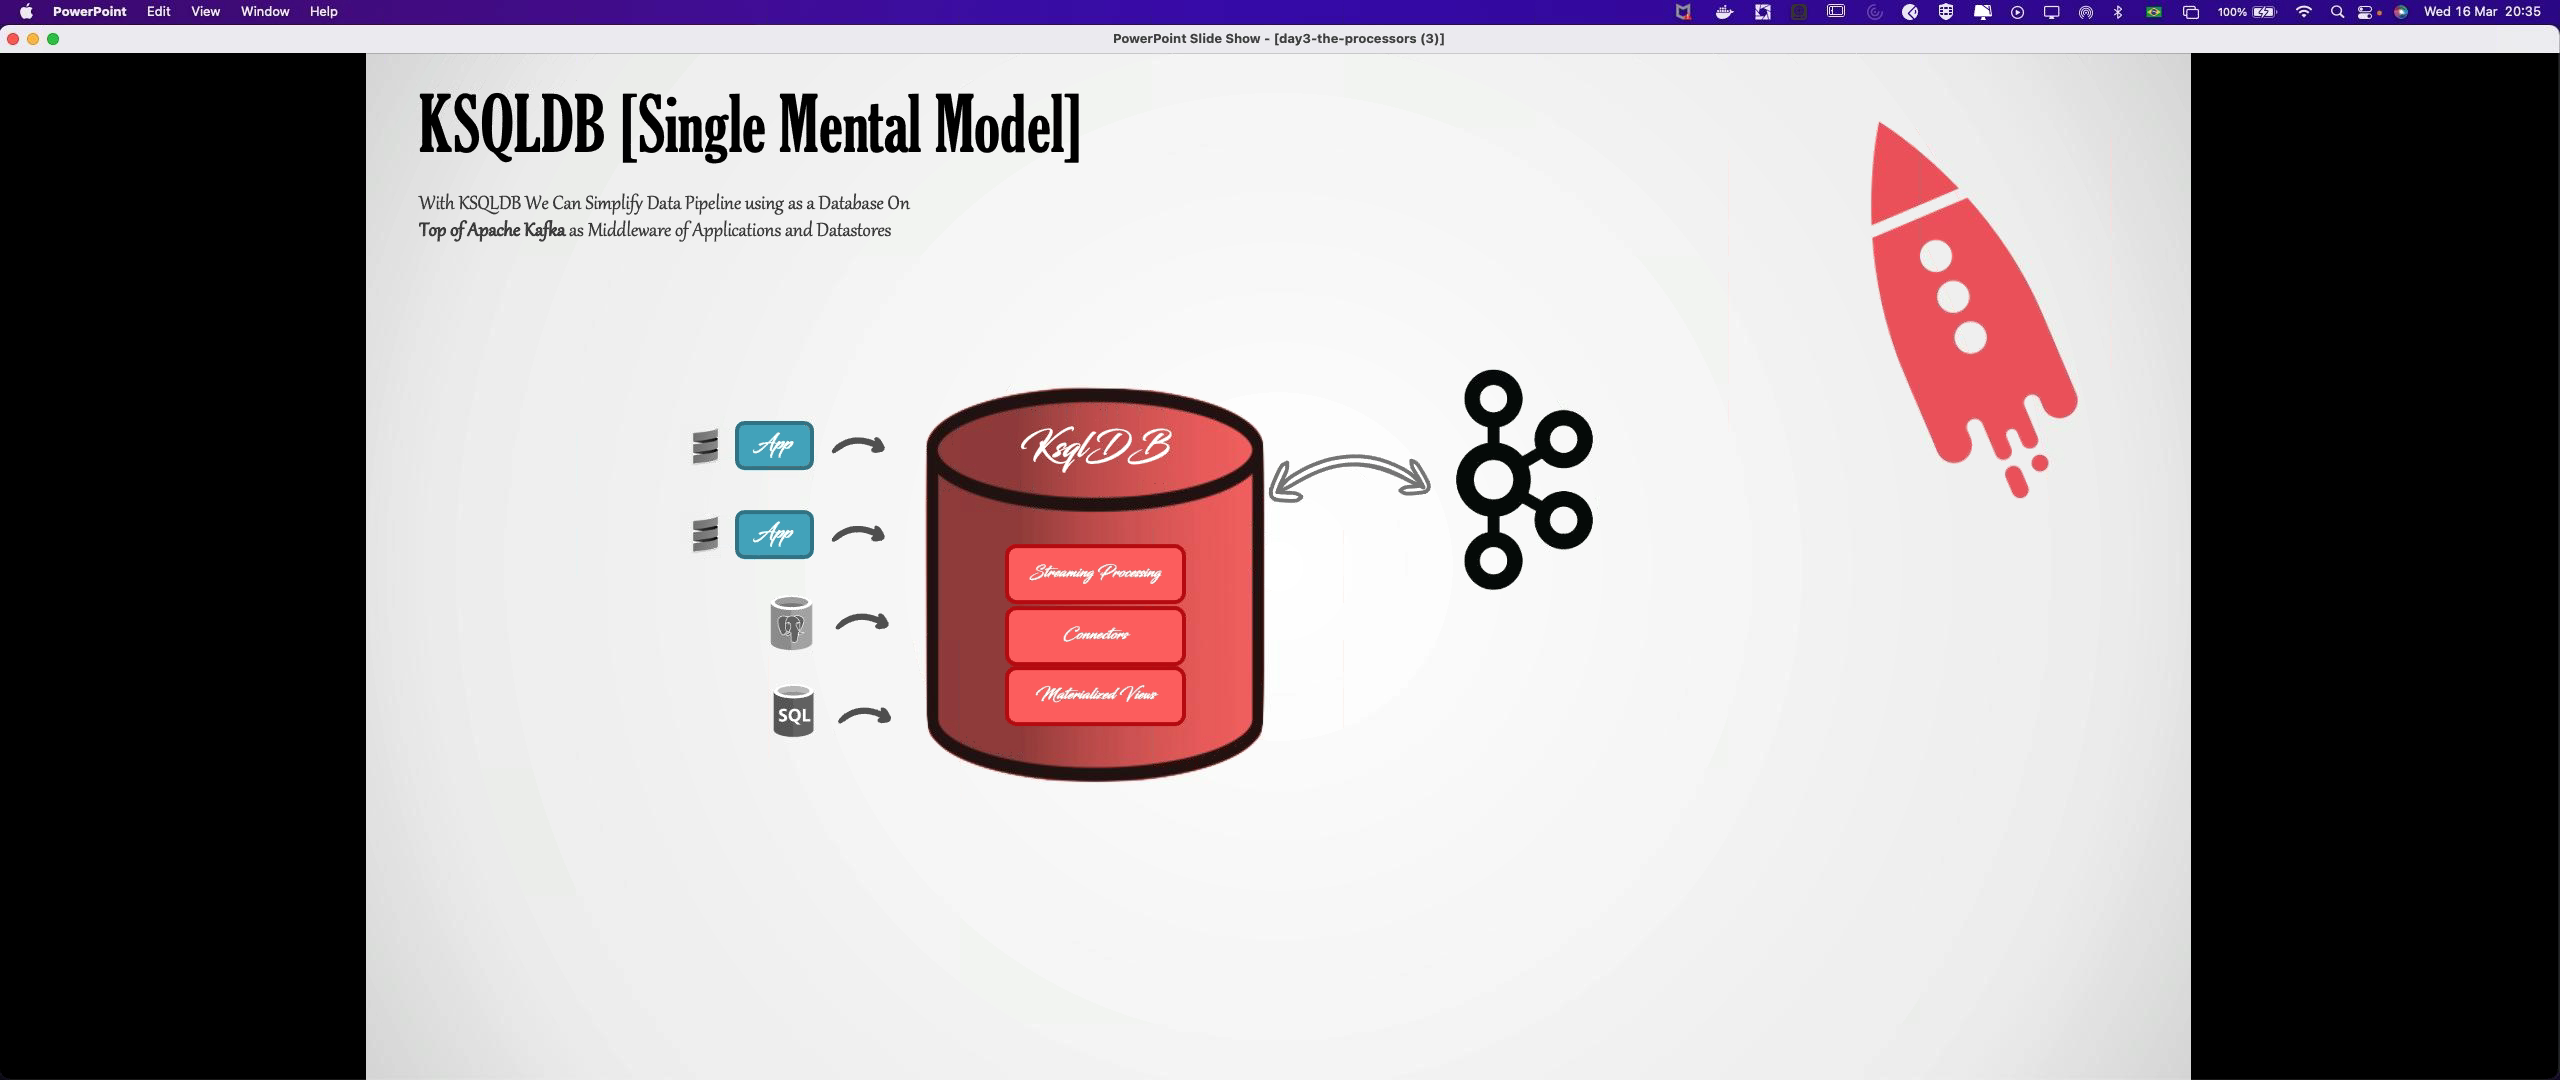 PowerPoint Edit View Window Help
100% Wed 16 Mar 20:35
PowerPoint Slide Show - [day3-the-processors (3)]
KSQLDB [Single Mental Model]
With KSQLDB We Can Simplify Data Pipeline using as a Database On
Top of Apache Kafka as Middleware of Applications and Datastores
KsqlDB
App
App
Streaming Processing
Connectors
Materialized Views
SQL